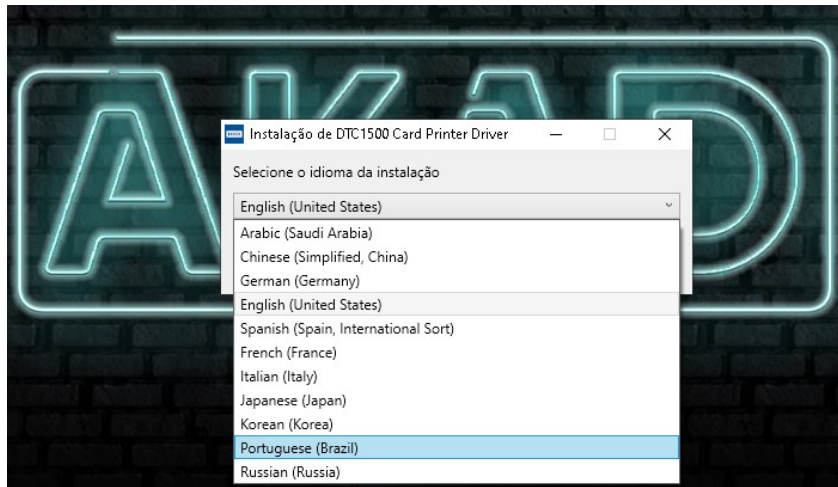 AKAD
Instalação de DTC1500 Card Printer Driver
Selecione o idioma da instalação
English (United States)
Arabic (Saudi Arabia)
Chinese (Simplified, China)
German (Germany)
English (United States)
Spanish (Spain, International Sort)
French (France)
Italian (Italy)
Japanese (Japan)
Korean (Korea)
Portuguese (Brazil)
Russian (Russia)